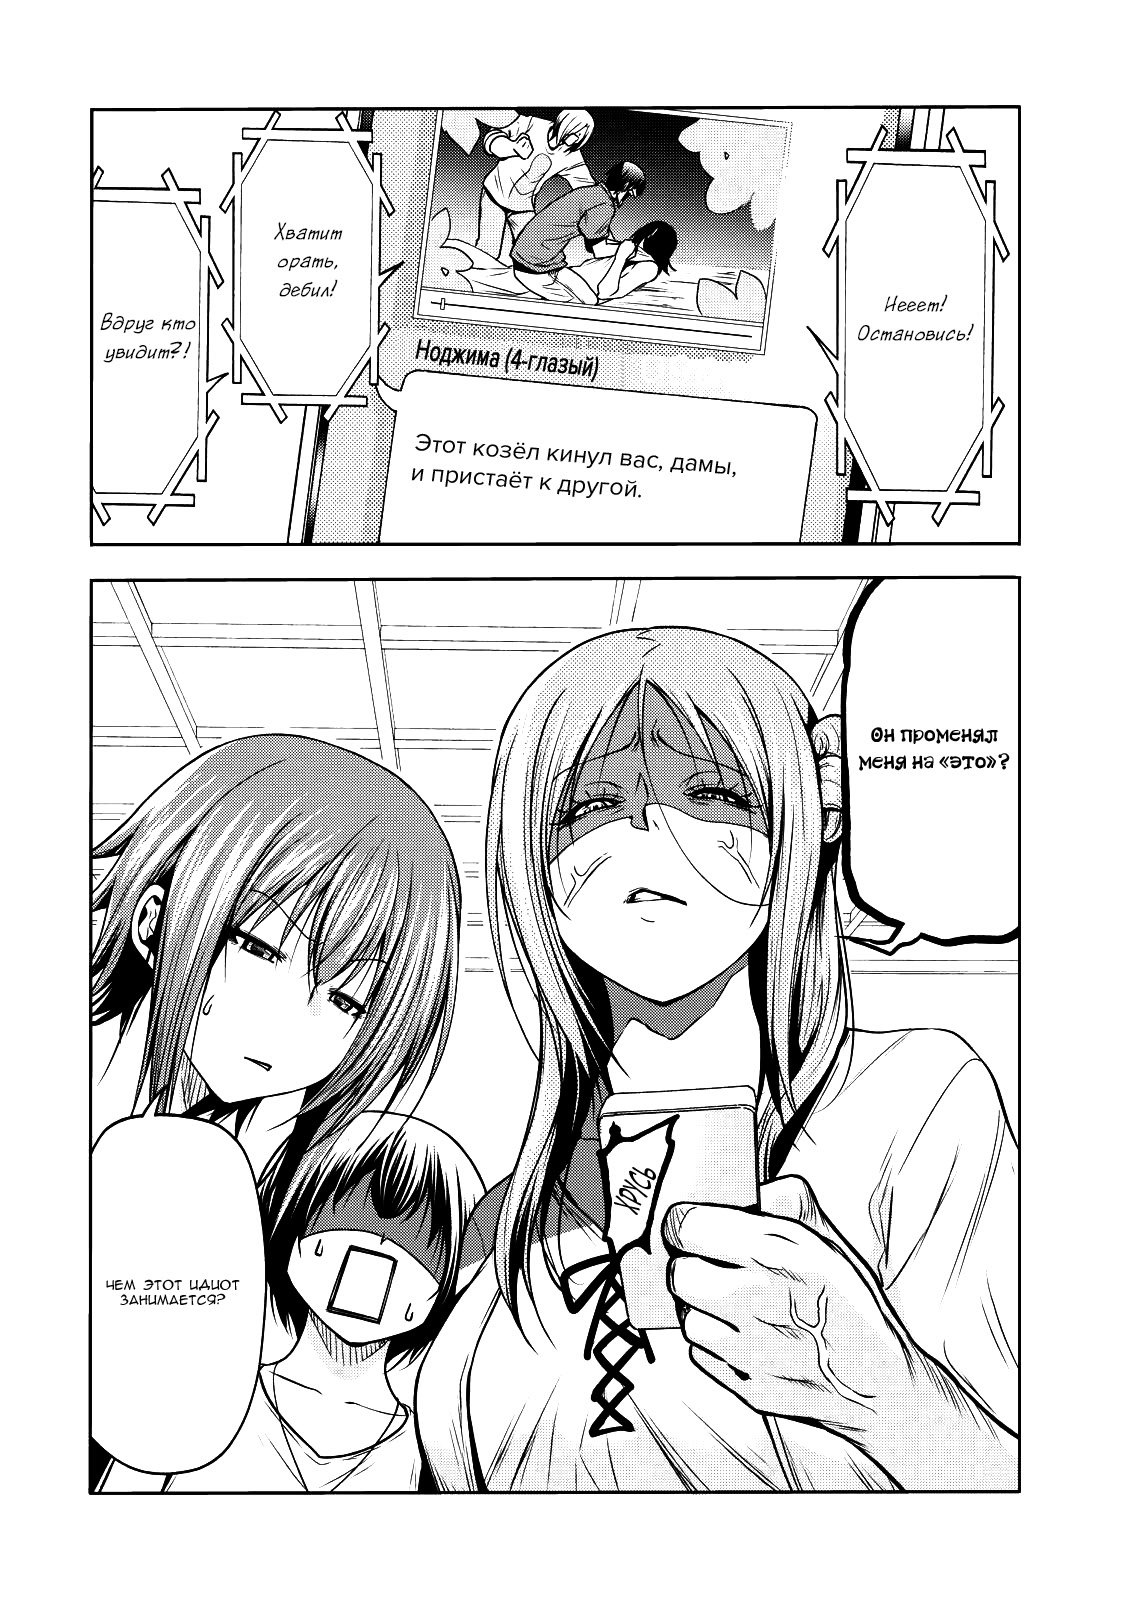 Нееет!
Остановись!
Хватит
орать,
дебил!
Вдруг кто
увидит?!
Ноджима (4-глазый)
Этот козёл кинул вас, дамы,
и пристаёт к другой.
Он променял
меня на «это»?
ХРУСЬ
ЧЕМ ЭТОТ ИДИОТ
ЗАНИМАЕТСЯ?